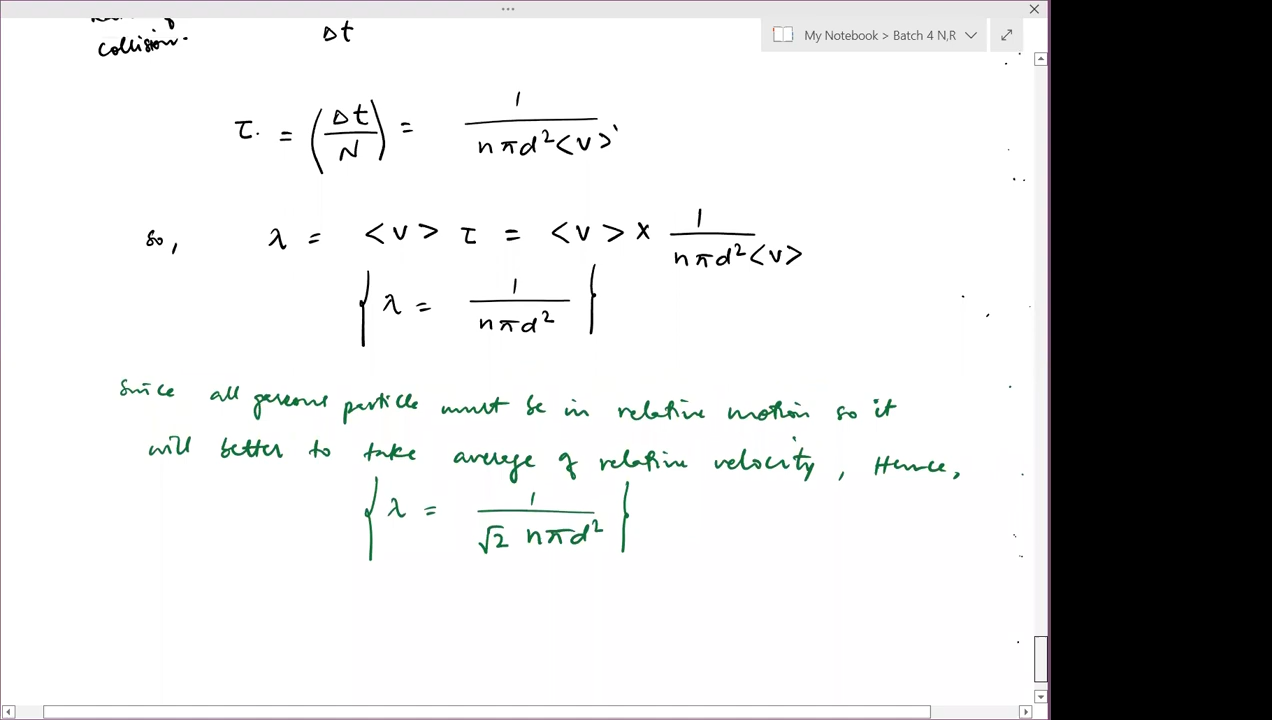 My Notebook > Batch 4 N,R
collision.
Δt
τ. = (Δt/N) = 1/(nπd²<v>)
so, λ = <v> τ = <v> x 1/(nπd²<v>)
{ λ = 1/(nπd²) }
Since all gaseous particle must be in relative motion so it
will better to take average of relative velocity, Hence,
{ λ = 1/(√2 nπd²) }